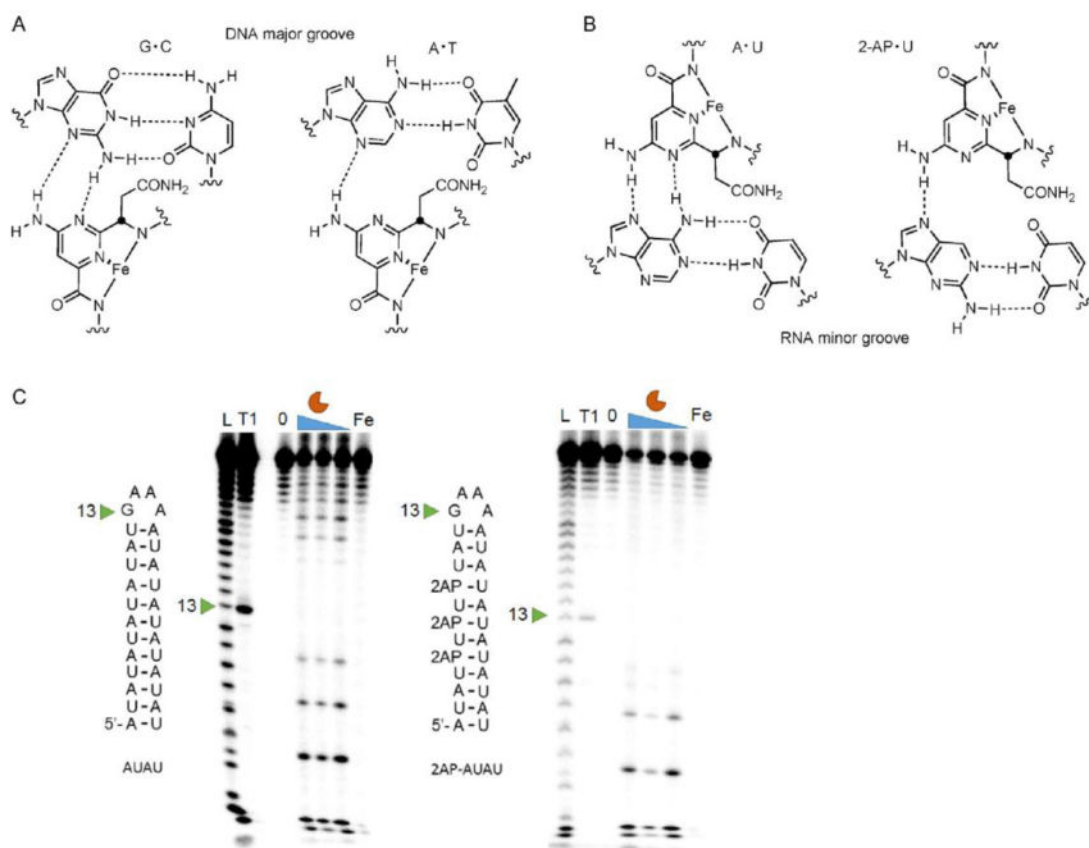 A
DNA major groove
G•C
A•T
O H H N
N N
N N-H N
N N-H O N
H H
H-N N CONH2
N N
Fe
O N
H
N-H O
N N
N H-N
N N O N
H
CONH2
H-N N
H
N N
Fe
O N
B
A•U
2-AP•U
O N
Fe
N
N N
H-N
H H CONH2
N N-H O
N N H-N
N O N
O N
Fe
N
N N
H-N
H CONH2
N O
N N H-N
N N-H O N
H
RNA minor groove
C
L T1 0 Fe
L T1 0 Fe
A A
13 G A
U-A
A-U
U-A
A-U
U-A
A-U
U-A
A-U
U-A
A-U
U-A
5'-A-U
AUAU
13
A A
13 G A
U-A
A-U
U-A
2AP-U
U-A
2AP-U
U-A
2AP-U
U-A
A-U
U-A
5'-A-U
2AP-AUAU
13